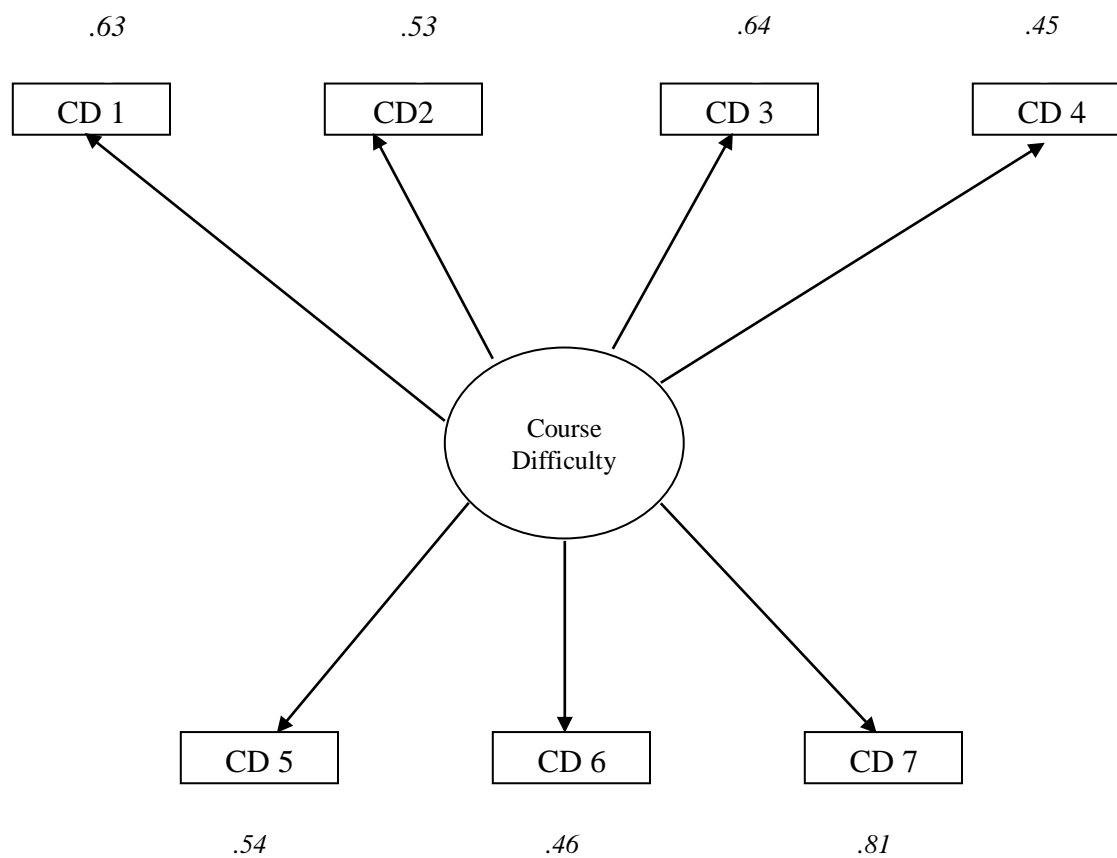 .63 .53 .64 .45
CD 1 CD2 CD 3 CD 4
Course
Difficulty
CD 5 CD 6 CD 7
.54 .46 .81